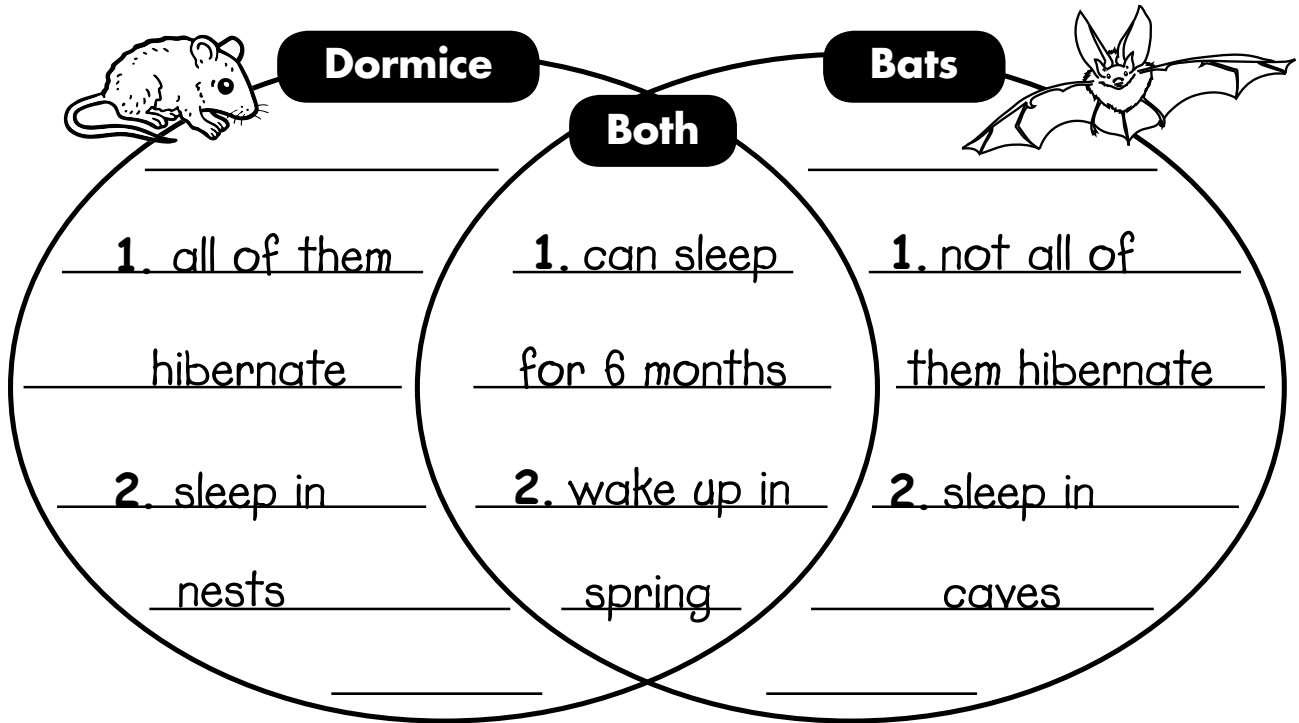 Dormice
1. all of them
hibernate
2. sleep in
nests
Both
1. can sleep
for 6 months
2. wake up in
spring
Bats
1. not all of
them hibernate
2. sleep in
caves